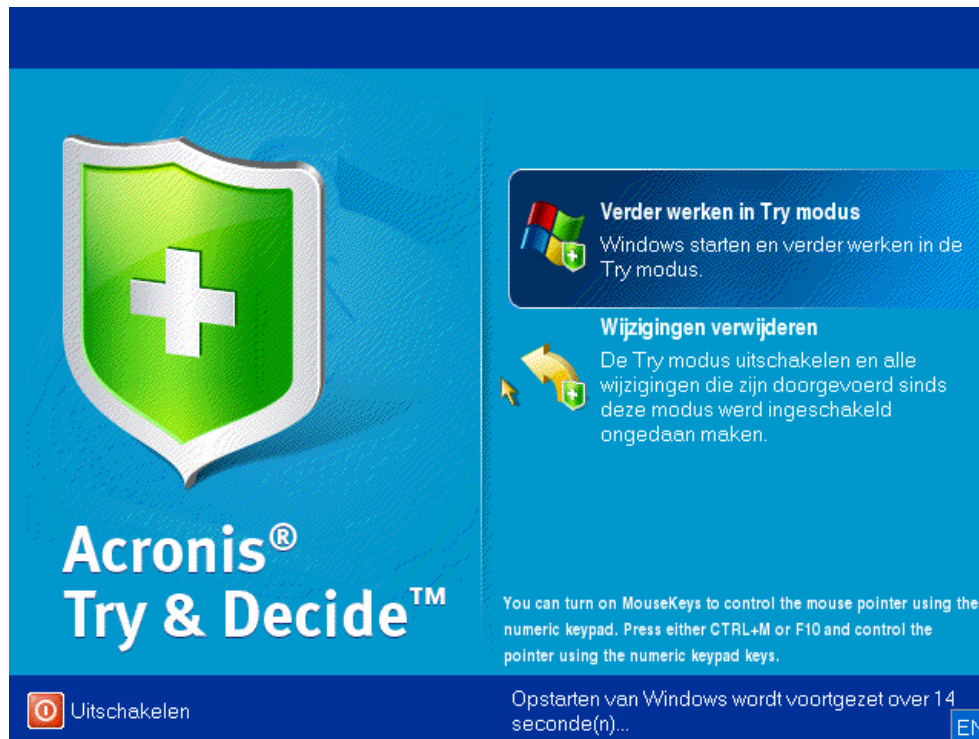 Verder werken in Try modus
Windows starten en verder werken in de
Try modus.
Wijzigingen verwijderen
De Try modus uitschakelen en alle
wijzigingen die zijn doorgevoerd sinds
deze modus werd ingeschakeld
ongedaan maken.
Acronis®
Try & Decide™
You can turn on MouseKeys to control the mouse pointer using the
numeric keypad. Press either CTRL+M or F10 and control the
pointer using the numeric keypad keys.
Uitschakelen
Opstarten van Windows wordt voortgezet over 14
seconde(n)...
EN